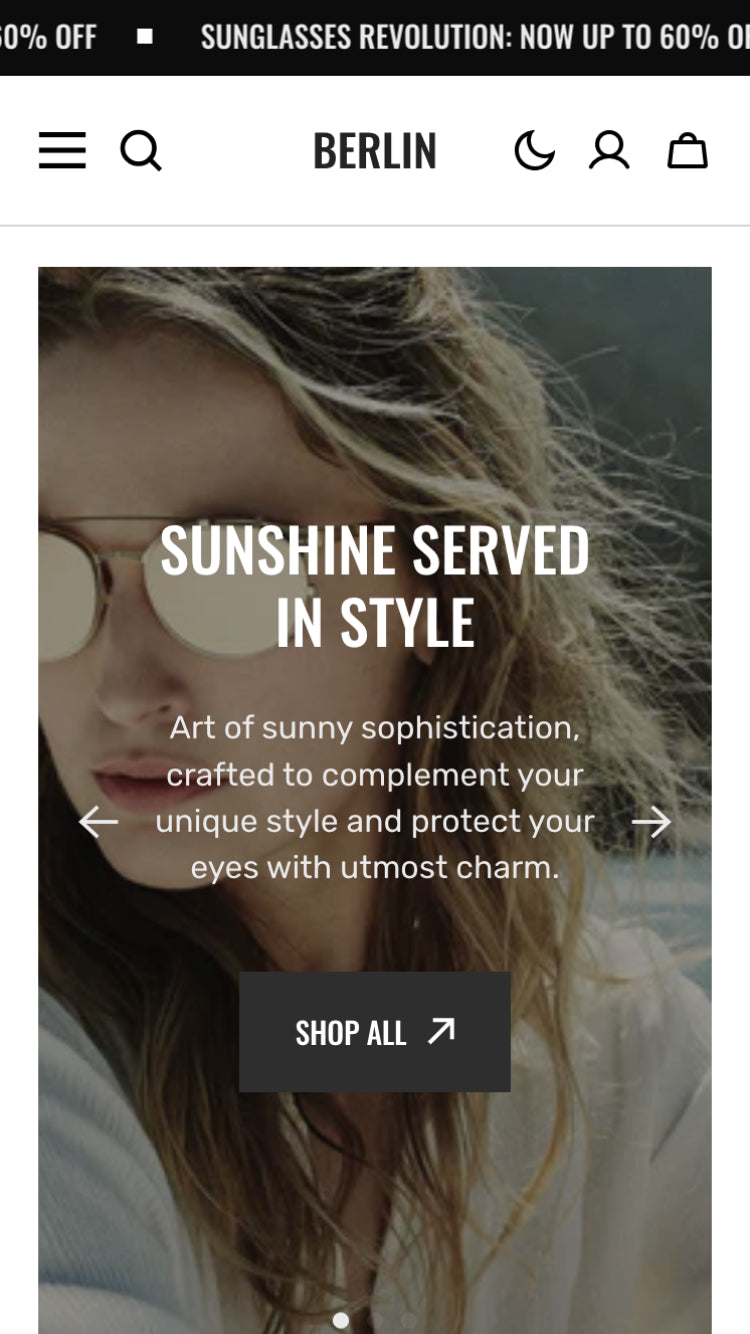 60% OFF ■ SUNGLASSES REVOLUTION: NOW UP TO 60%
BERLIN
SUNSHINE SERVED
IN STYLE
Art of sunny sophistication,
crafted to complement your
unique style and protect your
eyes with utmost charm.
SHOP ALL